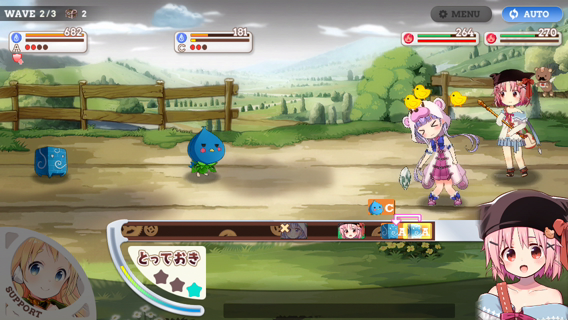 WAVE 2/3 2
MENU
AUTO
682
A
181
C
264
270
C
A
A
とっておき
SUPPORT